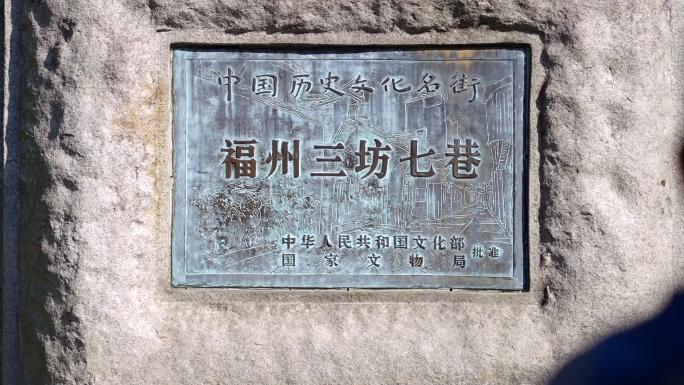 中国历史文化名街
福州三坊七巷
中华人民共和国文化部
国家文物局
批准